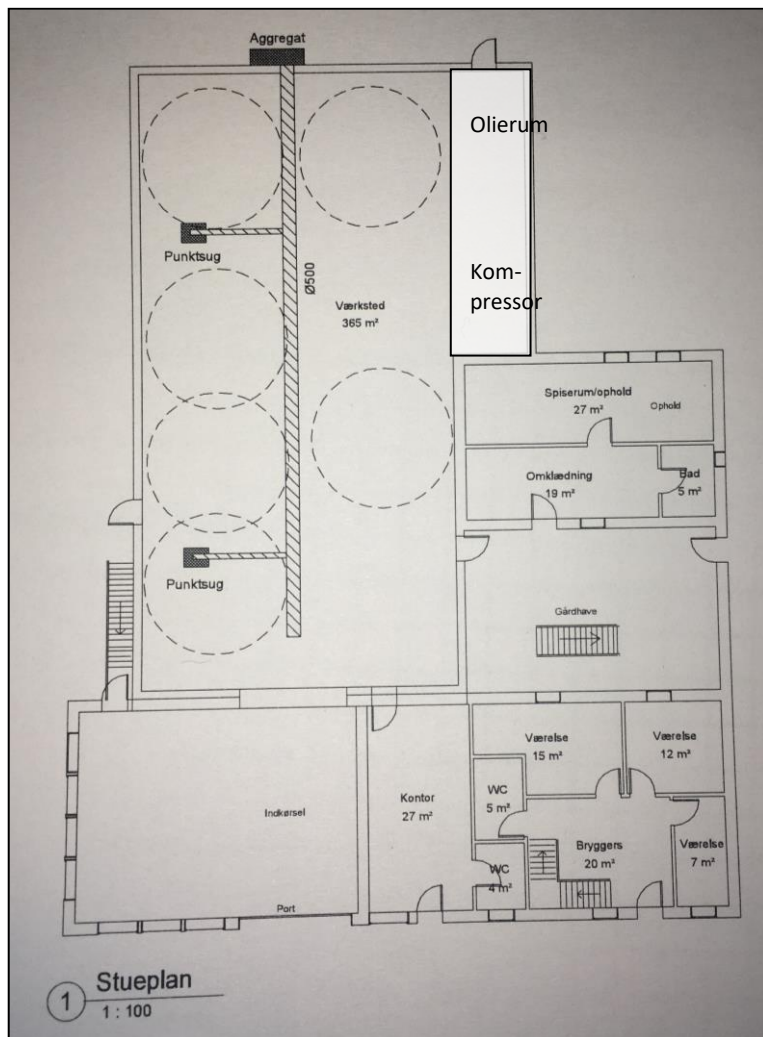 Aggregat
Olierum
Punktsug
Ø500
Kom-
pressor
Værksted
365 m²
Spiserum/ophold
27 m²
Ophold
Omklædning
19 m²
Bad
5 m²
Punktsug
Gårdhave
Værelse
15 m²
Værelse
12 m²
WC
5 m²
Kontor
27 m²
Indkørsel
Bryggers
20 m²
Værelse
7 m²
WC
4 m²
Port
1
Stueplan
1 : 100